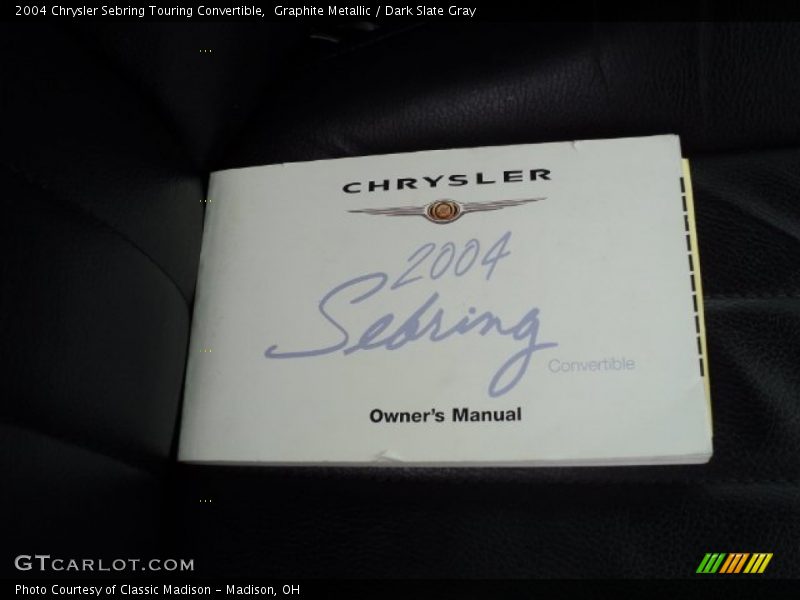 2004 Chrysler Sebring Touring Convertible,  Graphite Metallic / Dark Slate Gray
CHRYSLER
2004
Sebring
Convertible
Owner's Manual
GTCARLOT.COM
Photo Courtesy of Classic Madison - Madison, OH